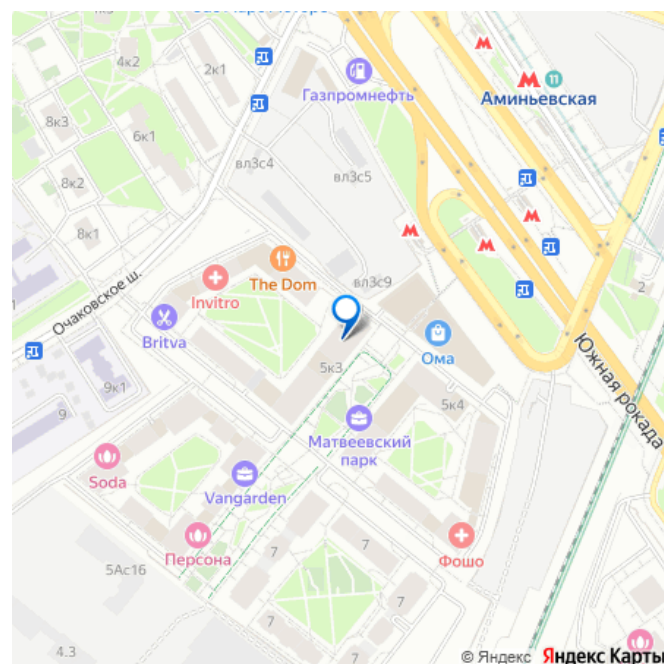 4к2
2к1
Газпромнефть
11
Аминьевская
8к3
6к1
вл3с4
вл3с5
8к2
8к1
2
The Dom
вл3с9
Invitro
Очаковское ш.
Britva
Ома
Южная рокада
5к3
9к1
9
5к4
Матвеевский
парк
Soda
Vangarden
Персона
7
7
7
7
Фошо
5Ас16
4.3
© Яндекс Яндекс Карты